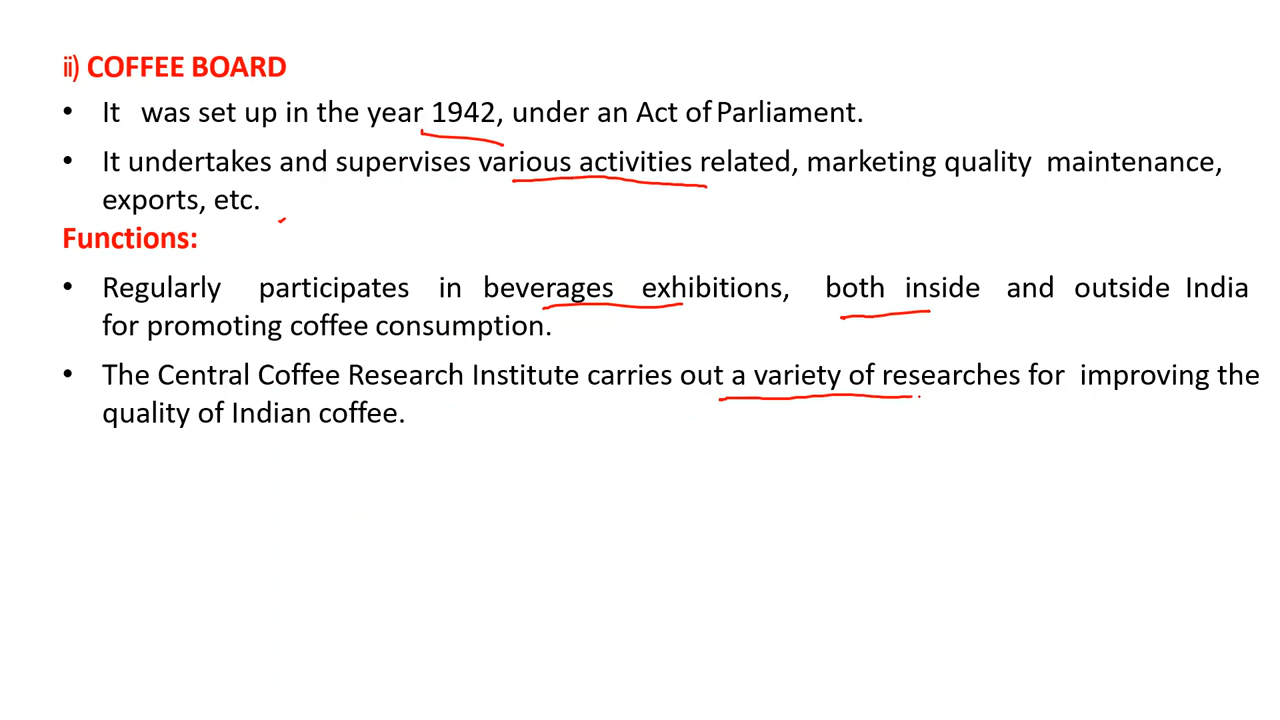 ii) COFFEE BOARD
• It was set up in the year 1942, under an Act of Parliament.
• It undertakes and supervises various activities related, marketing quality maintenance,
exports, etc.
Functions:
• Regularly participates in beverages exhibitions, both inside and outside India
for promoting coffee consumption.
• The Central Coffee Research Institute carries out a variety of researches for improving the
quality of Indian coffee.